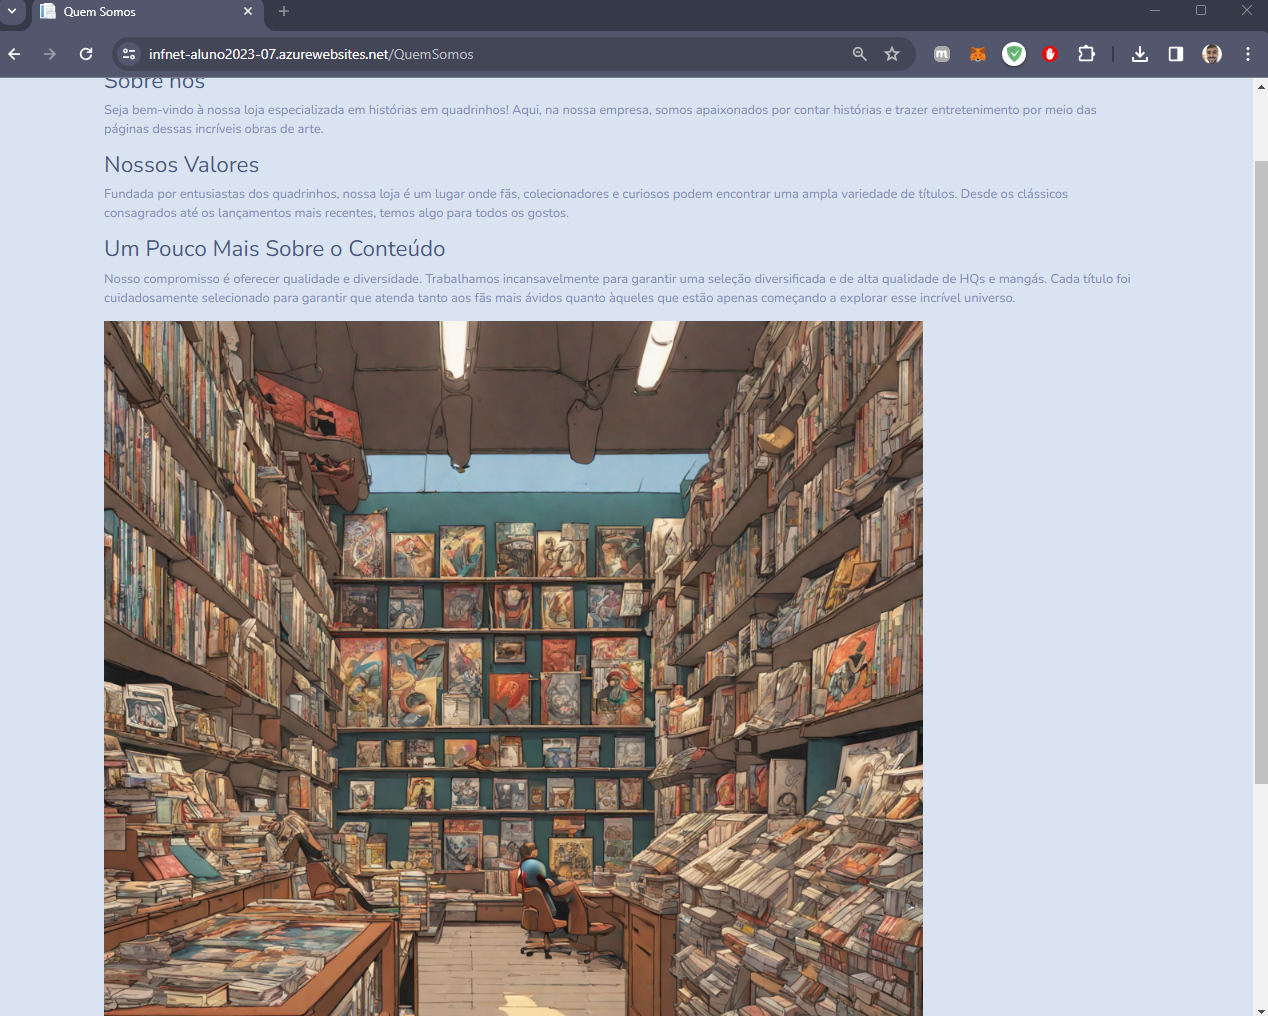 Quem Somos
infnet-aluno2023-07.azurewebsites.net/QuemSomos
Sobre nós
Seja bem-vindo à nossa loja especializada em histórias em quadrinhos! Aqui, na nossa empresa, somos apaixonados por contar histórias e trazer entretenimento por meio das
páginas dessas incríveis obras de arte.
Nossos Valores
Fundada por entusiastas dos quadrinhos, nossa loja é um lugar onde fãs, colecionadores e curiosos podem encontrar uma ampla variedade de títulos. Desde os clássicos
consagrados até os lançamentos mais recentes, temos algo para todos os gostos.
Um Pouco Mais Sobre o Conteúdo
Nosso compromisso é oferecer qualidade e diversidade. Trabalhamos incansavelmente para garantir uma seleção diversificada e de alta qualidade de HQs e mangás. Cada título foi
cuidadosamente selecionado para garantir que atenda tanto aos fãs mais ávidos quanto àqueles que estão apenas começando a explorar esse incrível universo.